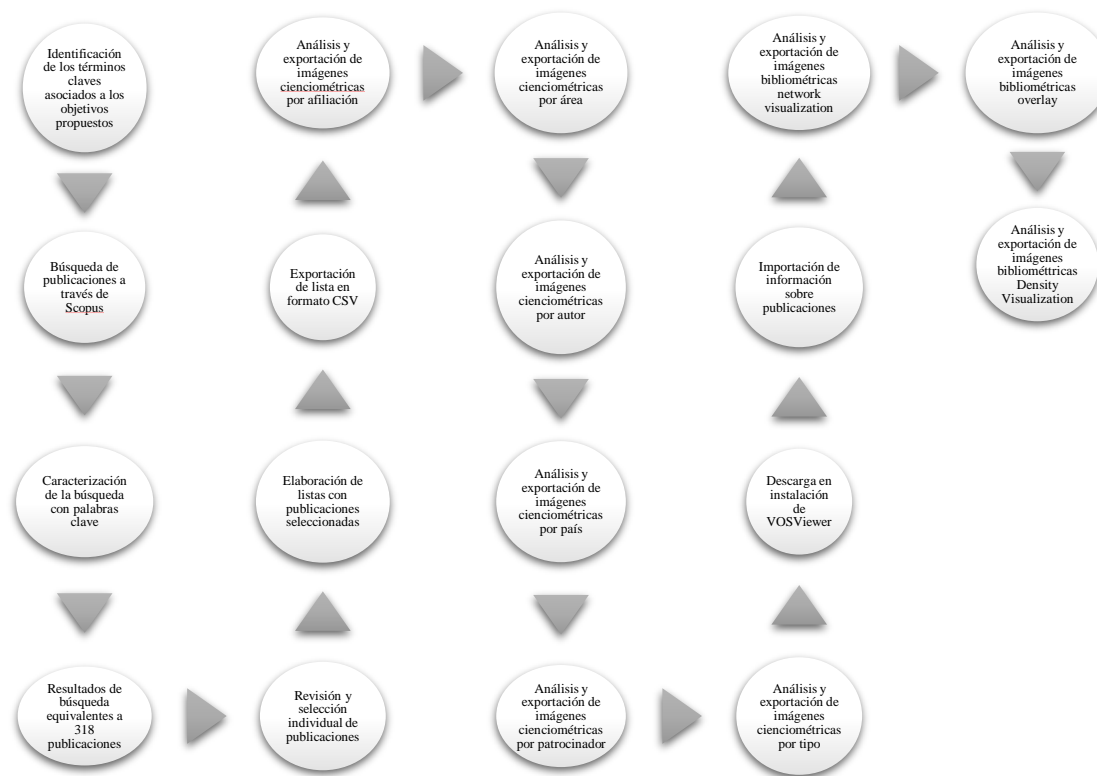 Identificación
de los términos
claves
asociados a los
objetivos
propuestos
Búsqueda de
publicaciones a
través de
Scopus
Caracterización
de la búsqueda
con palabras
clave
Resultados de
búsqueda
equivalentes a
318
publicaciones
Revisión y
selección
individual de
publicaciones
Elaboración de
listas con
publicaciones
seleccionadas
Exportación
de lista en
formato CSV
Análisis y
exportación de
imágenes
cienciométricas
por afiliación
Análisis y
exportación de
imágenes
cienciométricas
por área
Análisis y
exportación de
imágenes
cienciométricas
por autor
Análisis y
exportación de
imágenes
cienciométricas
por país
Análisis y
exportación de
imágenes
cienciométricas
por patrocinador
Análisis y
exportación de
imágenes
cienciométricas
por tipo
Descarga en
instalación
de
VOSViewer
Importación de
información
sobre
publicaciones
Análisis y
exportación de
imágenes
bibliométricas
network
visualization
Análisis y
exportación de
imágenes
bibliométricas
overlay
Análisis y
exportación de
imágenes
bibliométtricas
Density
Visualization